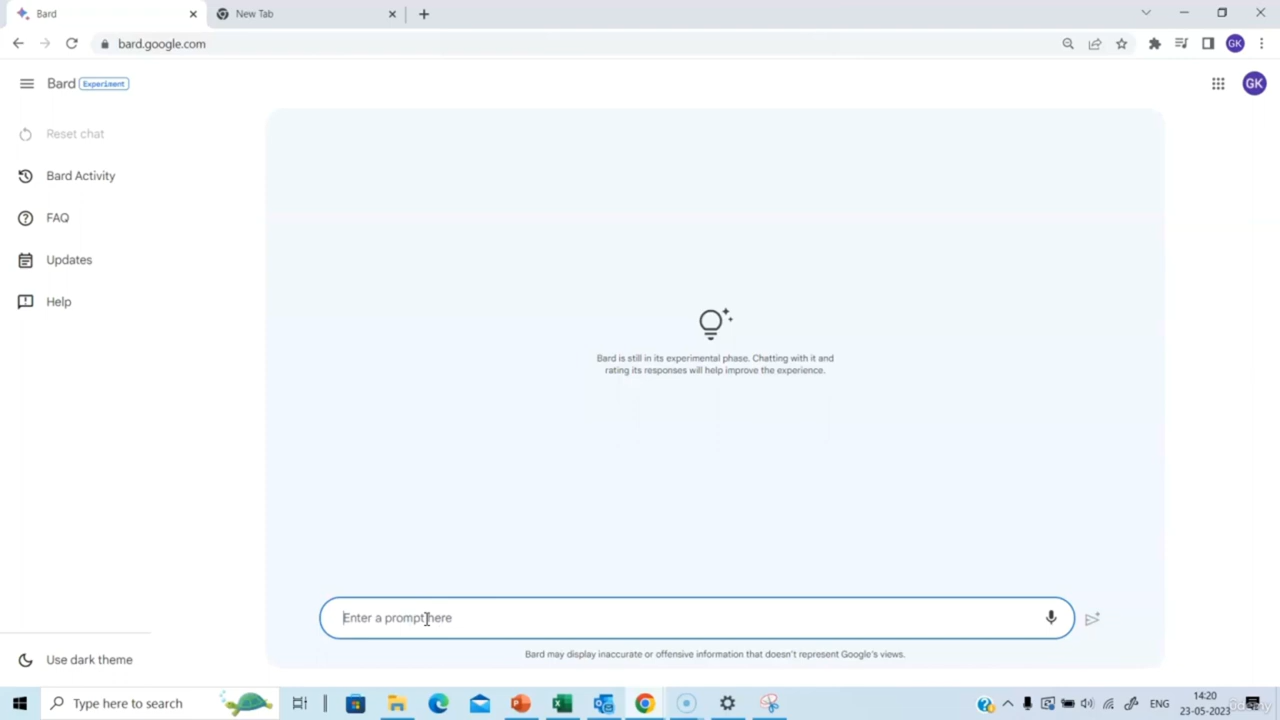 Bard
New Tab
bard.google.com
GK
Bard Experiment
GK
Reset chat
Bard Activity
FAQ
Updates
Help
Bard is still in its experimental phase. Chatting with it and
rating its responses will help improve the experience.
Enter a prompt here
Bard may display inaccurate or offensive information that doesn't represent Google's views.
Use dark theme
Type here to search
ENG
14:20
23-05-2023
Udemy